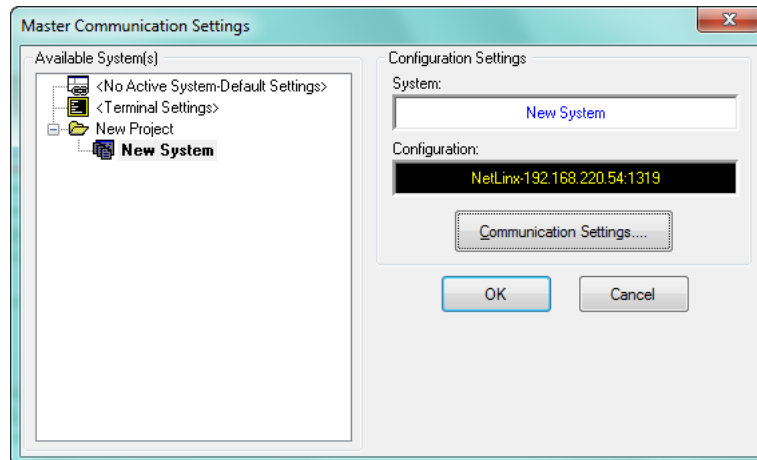 Master Communication Settings
x
Available System(s)
<No Active System-Default Settings>
<Terminal Settings>
New Project
New System
Configuration Settings
System:
New System
Configuration:
NetLinx-192.168.220.54:1319
Communication Settings....
OK
Cancel